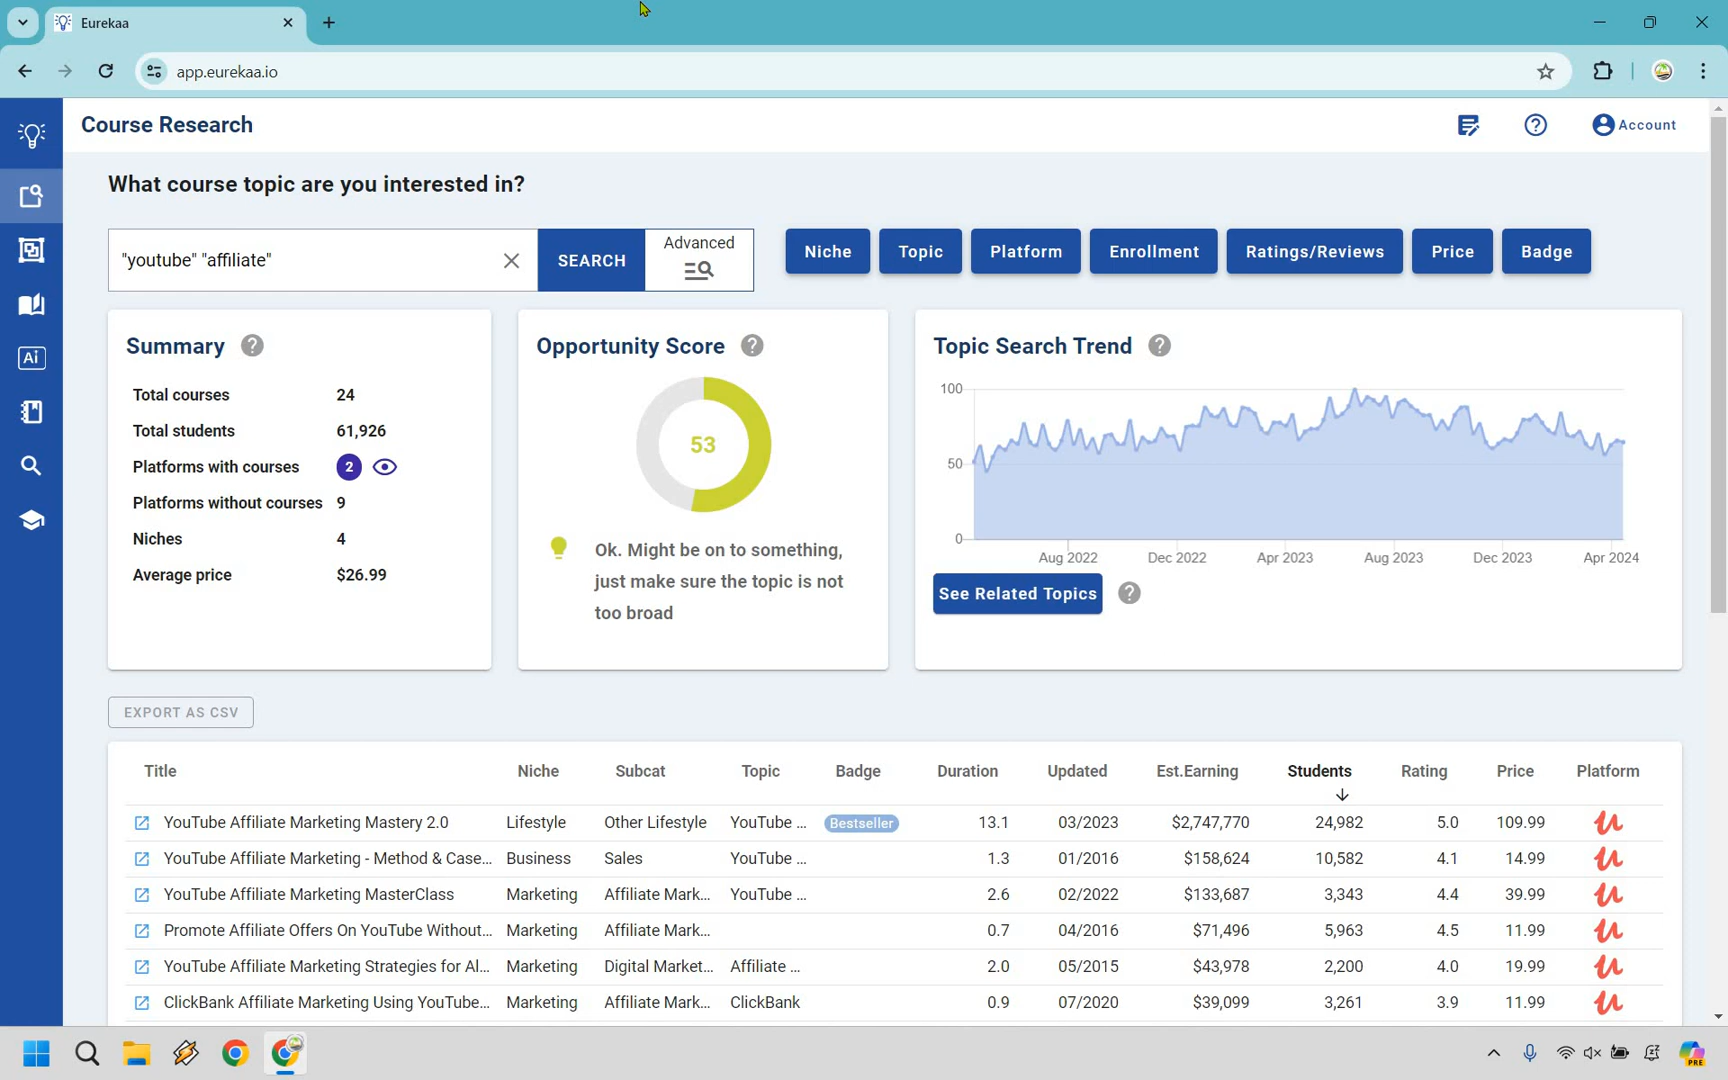 Eurekaa
app.eurekaa.io
Course Research
Account
What course topic are you interested in?
"youtube" "affiliate"
SEARCH
Advanced
Niche
Topic
Platform
Enrollment
Ratings/Reviews
Price
Badge
Summary
Total courses 24
Total students 61,926
Platforms with courses 2
Platforms without courses 9
Niches 4
Average price $26.99
Opportunity Score
53
Ok. Might be on to something,
just make sure the topic is not
too broad
Topic Search Trend
100
50
0
Aug 2022 Dec 2022 Apr 2023 Aug 2023 Dec 2023 Apr 2024
See Related Topics
EXPORT AS CSV
Title Niche Subcat Topic Badge Duration Updated Est.Earning Students Rating Price Platform
YouTube Affiliate Marketing Mastery 2.0 Lifestyle Other Lifestyle YouTube ... Bestseller 13.1 03/2023 $2,747,770 24,982 5.0 109.99
YouTube Affiliate Marketing - Method & Case... Business Sales YouTube ... 1.3 01/2016 $158,624 10,582 4.1 14.99
YouTube Affiliate Marketing MasterClass Marketing Affiliate Mark... YouTube ... 2.6 02/2022 $133,687 3,343 4.4 39.99
Promote Affiliate Offers On YouTube Without... Marketing Affiliate Mark... 0.7 04/2016 $71,496 5,963 4.5 11.99
YouTube Affiliate Marketing Strategies for Al... Marketing Digital Market... Affiliate ... 2.0 05/2015 $43,978 2,200 4.0 19.99
ClickBank Affiliate Marketing Using YouTube... Marketing Affiliate Mark... ClickBank 0.9 07/2020 $39,099 3,261 3.9 11.99
Ai
PRE